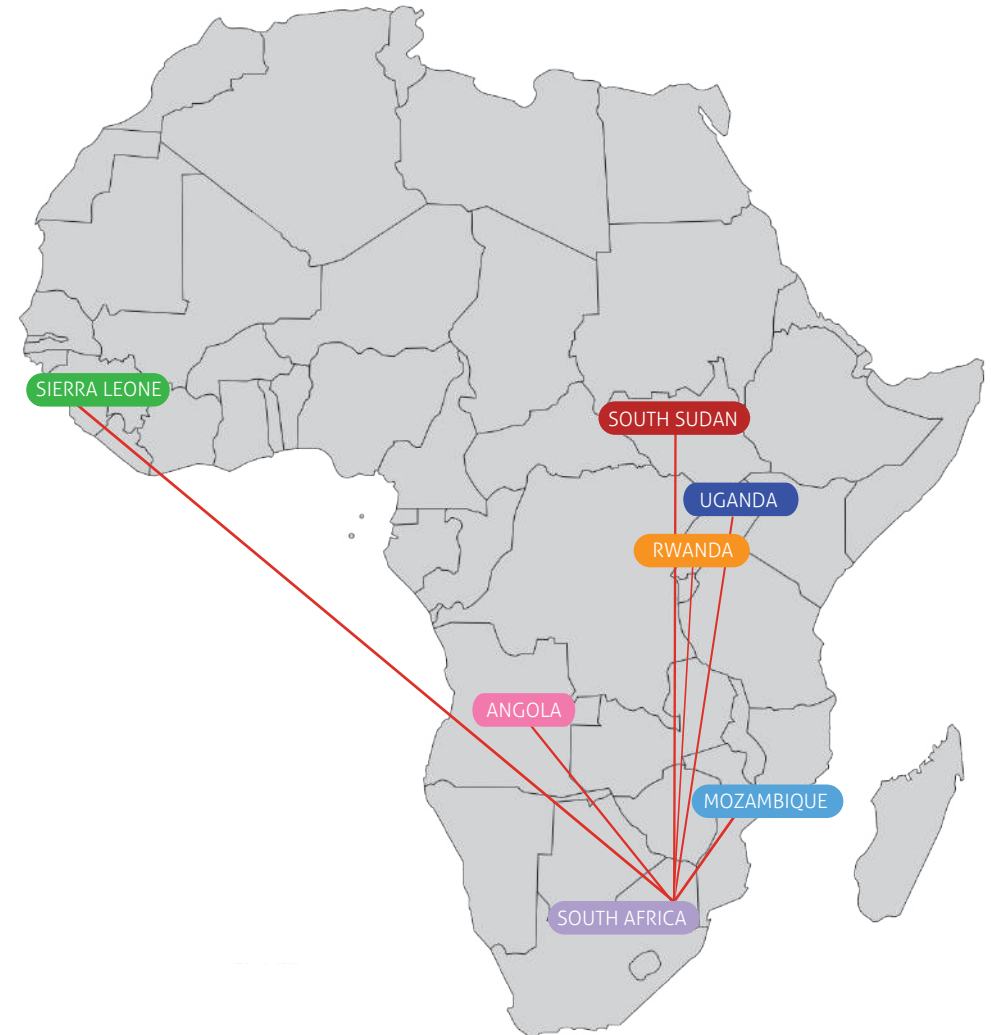 SIERRA LEONE
SOUTH SUDAN
UGANDA
RWANDA
ANGOLA
MOZAMBIQUE
SOUTH AFRICA